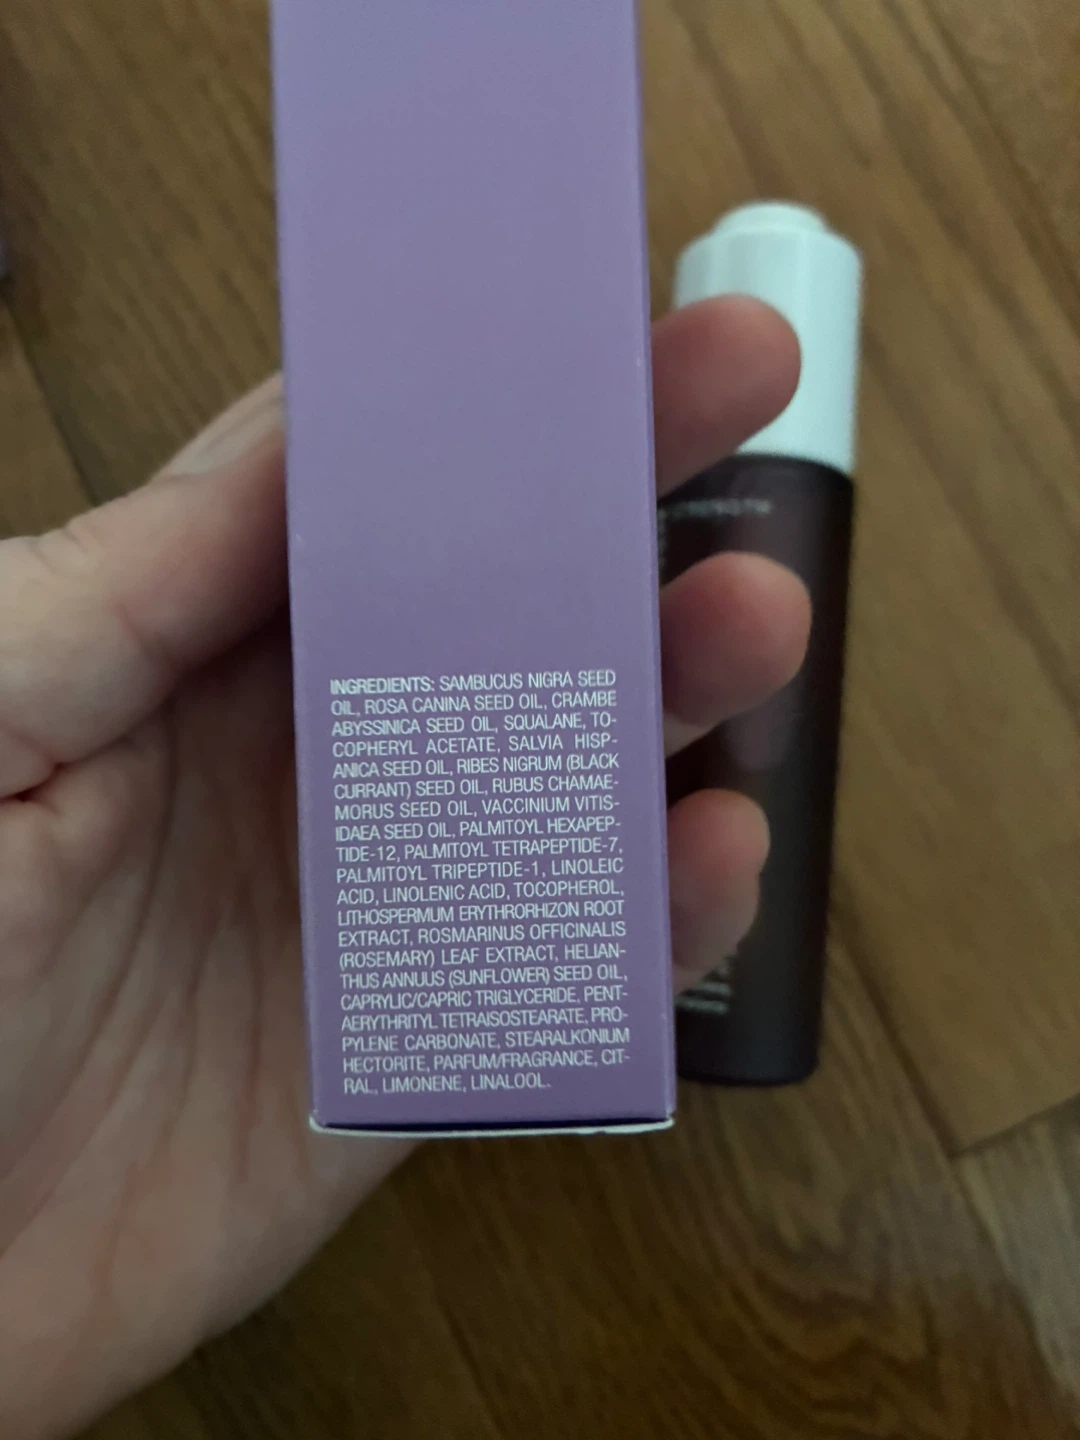 INGREDIENTS: SAMBUCUS NIGRA SEED
OIL, ROSA CANINA SEED OIL, CRAMBE
ABYSSINICA SEED OIL, SQUALANE, TO-
COPHERYL ACETATE, SALVIA HISP-
ANICA SEED OIL, RIBES NIGRUM (BLACK
CURRANT) SEED OIL, RUBUS CHAMAE-
MORUS SEED OIL, VACCINIUM VITIS-
IDAEA SEED OIL, PALMITOYL HEXAPEP-
TIDE-12, PALMITOYL TETRAPEPTIDE-7,
PALMITOYL TRIPEPTIDE-1, LINOLEIC
ACID, LINOLENIC ACID, TOCOPHEROL,
LITHOSPERMUM ERYTHRORHIZON ROOT
EXTRACT, ROSMARINUS OFFICINALIS
(ROSEMARY) LEAF EXTRACT, HELIAN-
THUS ANNUUS (SUNFLOWER) SEED OIL,
CAPRYLIC/CAPRIC TRIGLYCERIDE, PENT-
AERYTHRITYL TETRAISOSTEARATE, PRO-
PYLENE CARBONATE, STEARALKONIUM
HECTORITE, PARFUM/FRAGRANCE, CIT-
RAL, LIMONENE, LINALOOL.